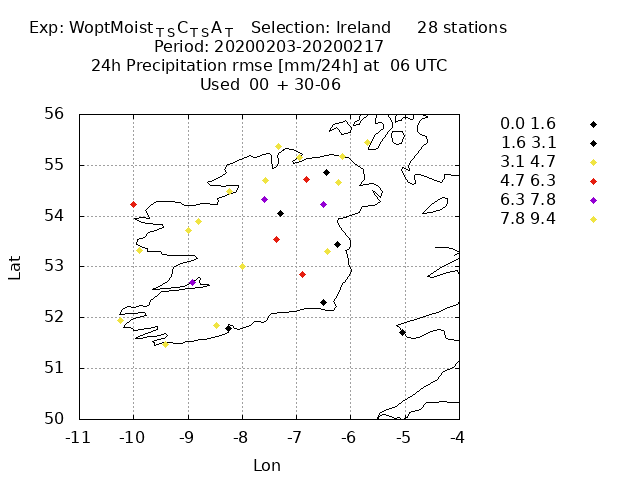 Exp: WoptMoist_TS C_TS A_T Selection: Ireland 28 stations
Period: 20200203-20200217
24h Precipitation rmse [mm/24h] at 06 UTC
Used 00 + 30-06
56
55
54
53
52
51
50
Lat
-11 -10 -9 -8 -7 -6 -5 -4
Lon
0.0 1.6
1.6 3.1
3.1 4.7
4.7 6.3
6.3 7.8
7.8 9.4